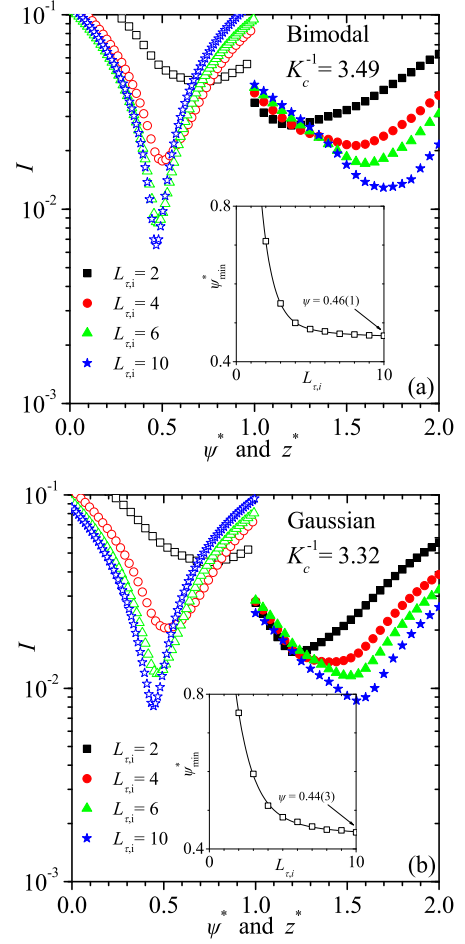 10^-1
Bimodal
K_c^-1 = 3.49
I
10^-2
0.8
ψ*_min
ψ = 0.46(1)
0.4
0 L_τ,i 10
L_τ,i = 2
L_τ,i = 4
L_τ,i = 6
L_τ,i = 10
(a)
10^-3
0.0 0.5 1.0 1.5 2.0
ψ* and z*
10^-1
Gaussian
K_c^-1 = 3.32
I
10^-2
0.8
ψ*_min
ψ = 0.44(3)
0.4
0 L_τ,i 10
L_τ,i = 2
L_τ,i = 4
L_τ,i = 6
L_τ,i = 10
(b)
10^-3
0.0 0.5 1.0 1.5 2.0
ψ* and z*